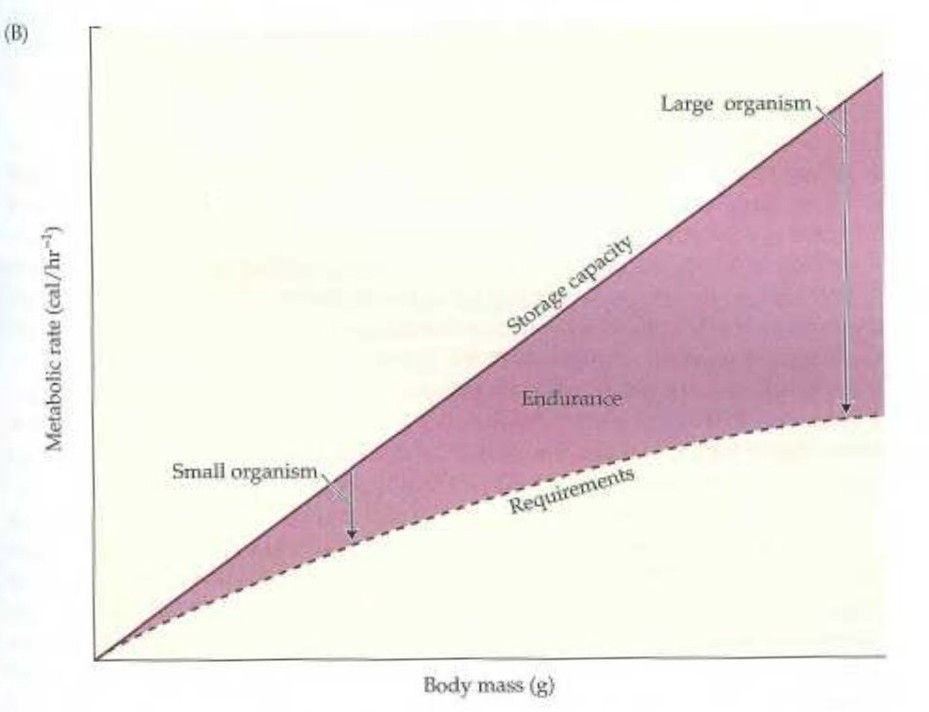 (B)
Large organism
Storage capacity
Metabolic rate (cal/hr⁻¹)
Endurance
Small organism
Requirements
Body mass (g)